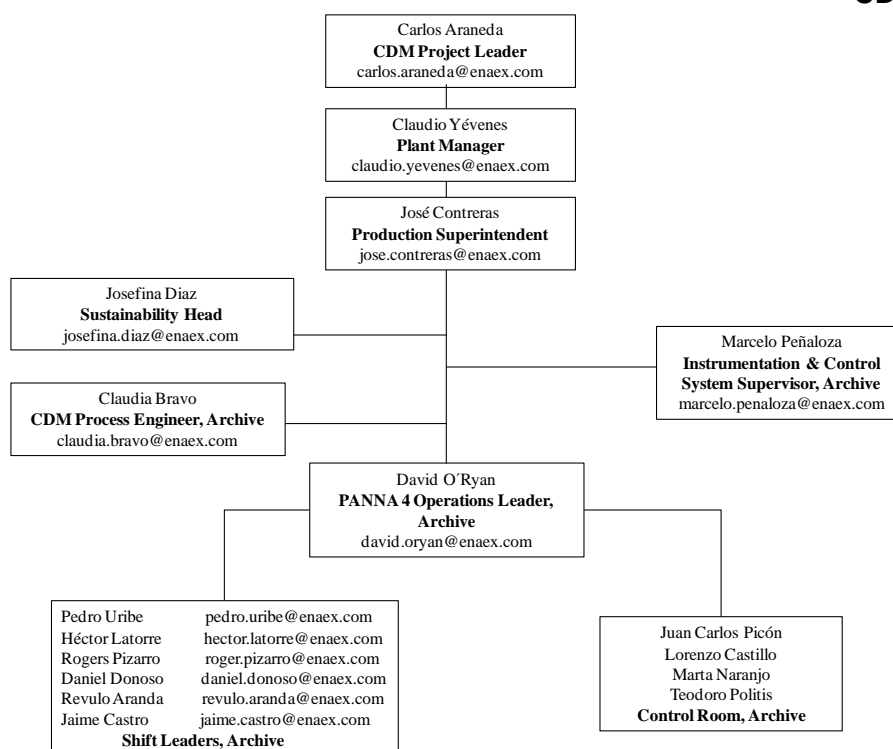 Carlos Araneda
CDM Project Leader
carlos.araneda@enaex.com
Claudio Yévenes
Plant Manager
claudio.yevenes@enaex.com
José Contreras
Production Superintendent
jose.contreras@enaex.com
Josefina Diaz
Sustainability Head
josefina.diaz@enaex.com
Marcelo Peñaloza
Instrumentation & Control
System Supervisor, Archive
marcelo.penaloza@enaex.com
Claudia Bravo
CDM Process Engineer, Archive
claudia.bravo@enaex.com
David O´Ryan
PANNA 4 Operations Leader,
Archive
david.oryan@enaex.com
Pedro Uribe pedro.uribe@enaex.com
Héctor Latorre hector.latorre@enaex.com
Rogers Pizarro roger.pizarro@enaex.com
Daniel Donoso daniel.donoso@enaex.com
Revulo Aranda revulo.aranda@enaex.com
Jaime Castro jaime.castro@enaex.com
Shift Leaders, Archive
Juan Carlos Picón
Lorenzo Castillo
Marta Naranjo
Teodoro Politis
Control Room, Archive